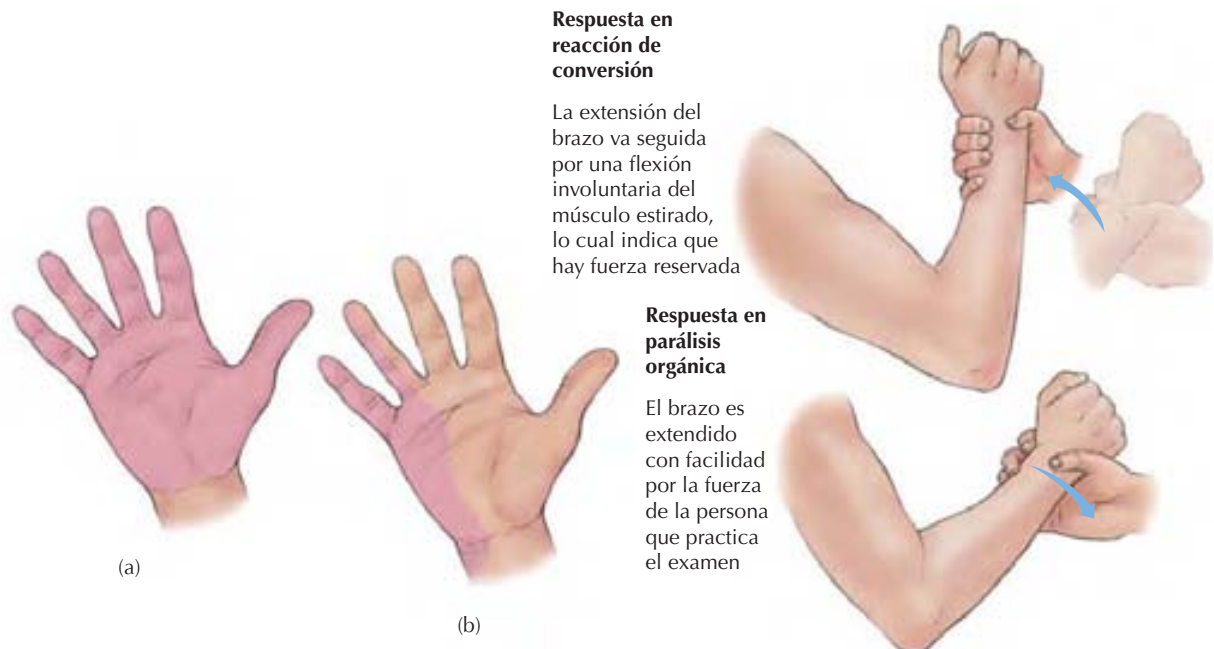 Respuesta en
reacción de
conversión
La extensión del
brazo va seguida
por una flexión
involuntaria del
músculo estirado,
lo cual indica que
hay fuerza reservada
Respuesta en
parálisis
orgánica
El brazo es
extendido
con facilidad
por la fuerza
de la persona
que practica
el examen
(a)
(b)